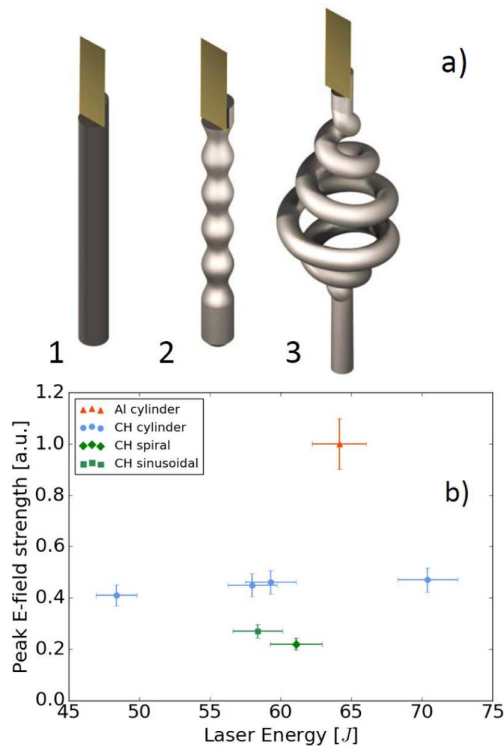 a)
1 2 3
1.2
1.0
0.8
0.6
0.4
0.2
0.0
Peak E-field strength [a.u.]
Al cylinder
CH cylinder
CH spiral
CH sinusoidal
b)
45 50 55 60 65 70 75
Laser Energy [J]